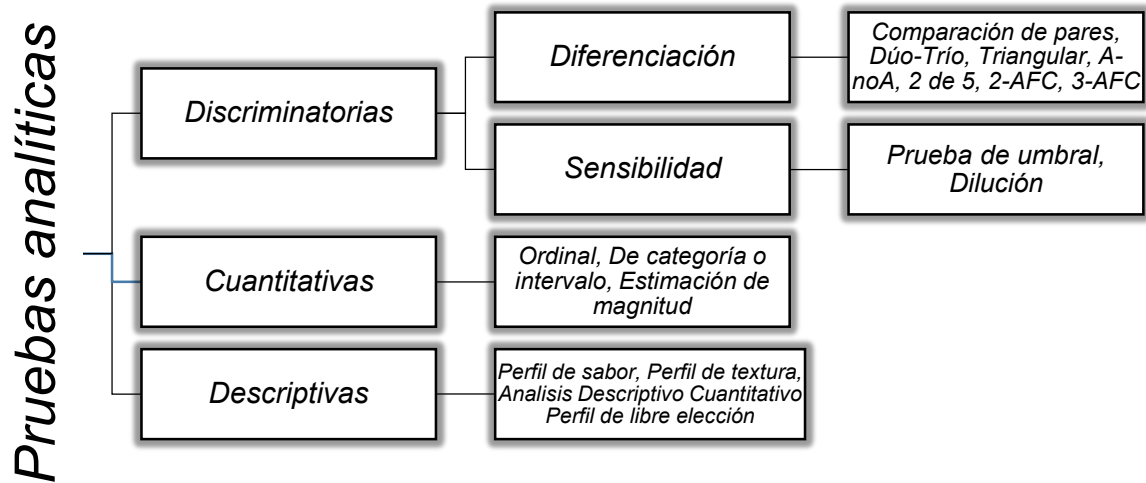 Pruebas analíticas
Discriminatorias
Diferenciación
Comparación de pares,
Dúo-Trío, Triangular, A-
noA, 2 de 5, 2-AFC, 3-AFC
Sensibilidad
Prueba de umbral,
Dilución
Cuantitativas
Ordinal, De categoría o
intervalo, Estimación de
magnitud
Descriptivas
Perfil de sabor, Perfil de textura,
Analisis Descriptivo Cuantitativo
Perfil de libre elección